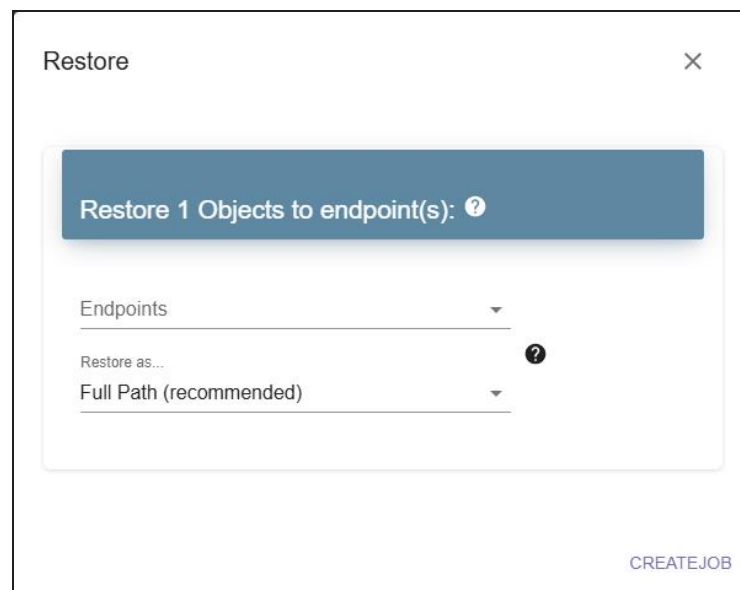 Restore
Restore 1 Objects to endpoint(s):
Endpoints
Restore as...
Full Path (recommended)
CREATEJOB